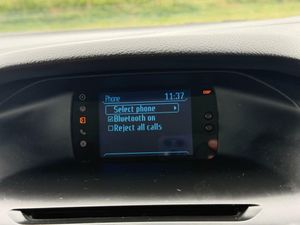 Phone 11:37
Select phone
Bluetooth on
Reject all calls